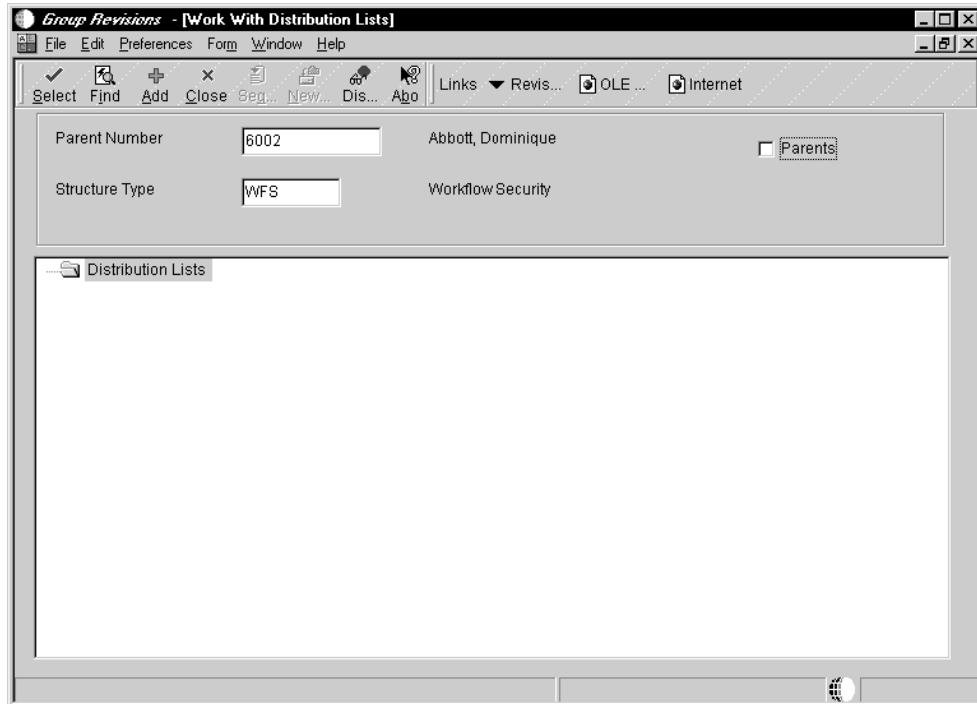 Group Revisions - [Work With Distribution Lists]
File Edit Preferences Form Window Help
Select Find Add Close Seq... New... Dis... Abo Links Revis... OLE ... Internet
Parent Number 6002 Abbott, Dominique Parents
Structure Type WFS Workflow Security
Distribution Lists